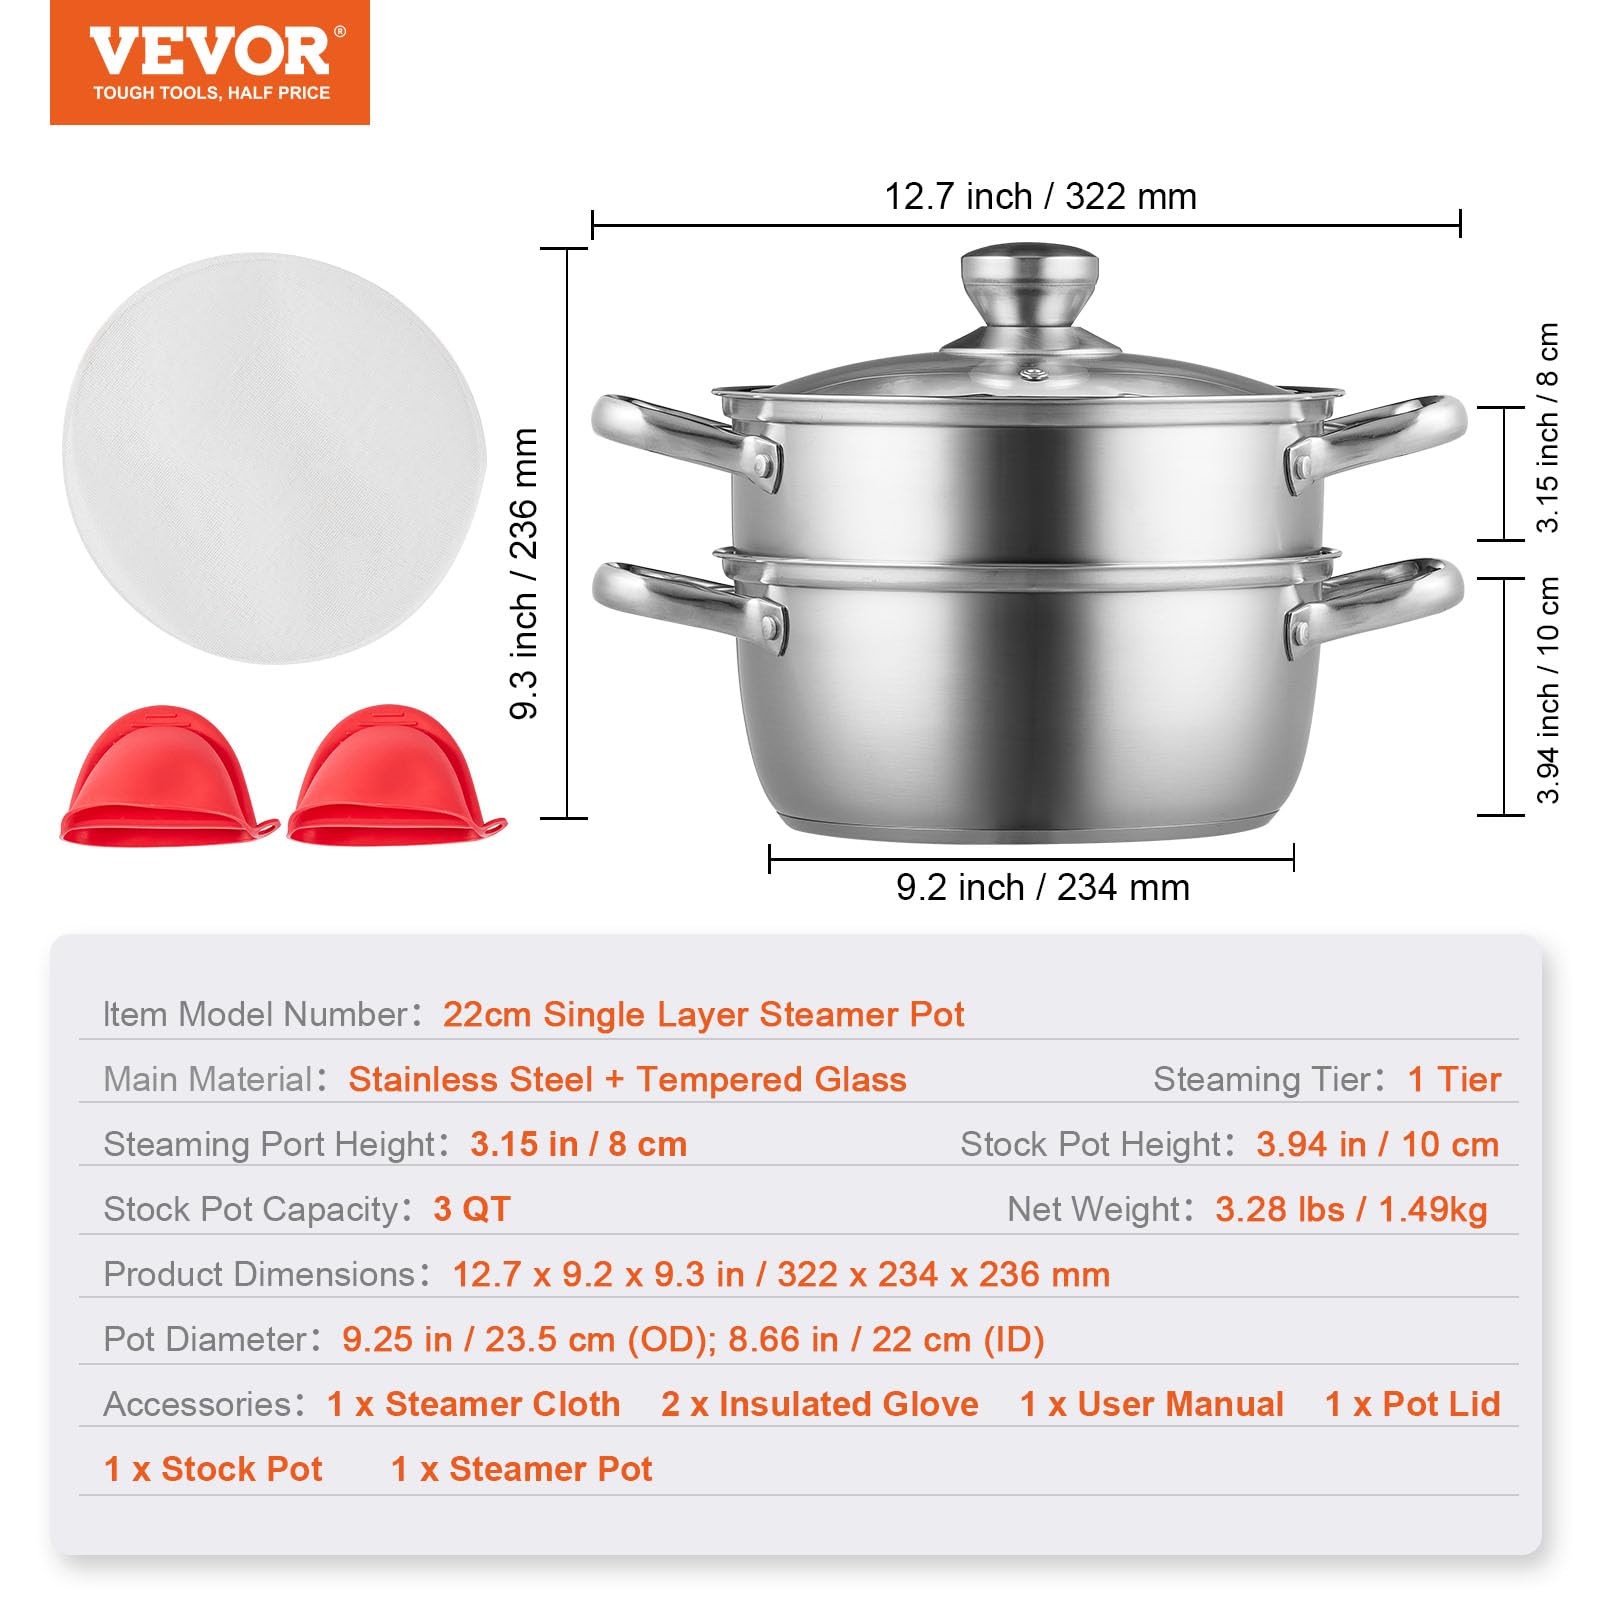 VEVOR®
TOUGH TOOLS, HALF PRICE
12.7 inch / 322 mm
9.3 inch / 236 mm
3.15 inch / 8 cm
3.94 inch / 10 cm
9.2 inch / 234 mm
Item Model Number: 22cm Single Layer Steamer Pot
Main Material: Stainless Steel + Tempered Glass Steaming Tier: 1 Tier
Steaming Port Height: 3.15 in / 8 cm Stock Pot Height: 3.94 in / 10 cm
Stock Pot Capacity: 3 QT Net Weight: 3.28 lbs / 1.49kg
Product Dimensions: 12.7 x 9.2 x 9.3 in / 322 x 234 x 236 mm
Pot Diameter: 9.25 in / 23.5 cm (OD); 8.66 in / 22 cm (ID)
Accessories: 1 x Steamer Cloth 2 x Insulated Glove 1 x User Manual 1 x Pot Lid
1 x Stock Pot 1 x Steamer Pot